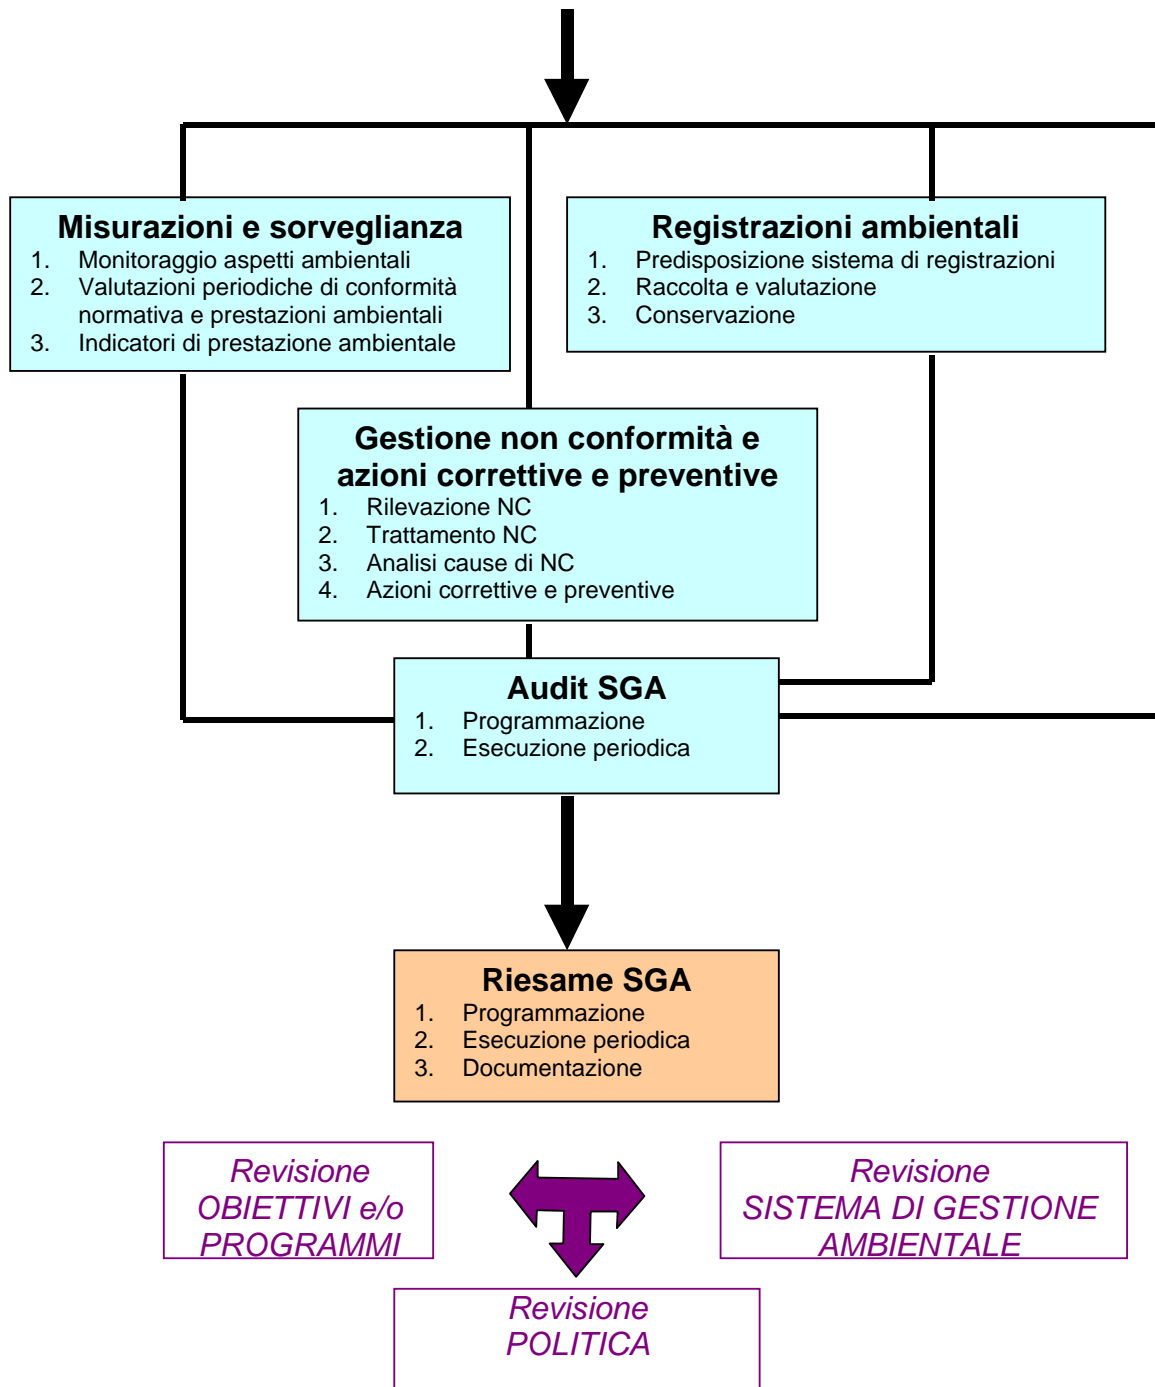 Misurazioni e sorveglianza
1. Monitoraggio aspetti ambientali
2. Valutazioni periodiche di conformità
normativa e prestazioni ambientali
3. Indicatori di prestazione ambientale
Registrazioni ambientali
1. Predisposizione sistema di registrazioni
2. Raccolta e valutazione
3. Conservazione
Gestione non conformità e
azioni correttive e preventive
1. Rilevazione NC
2. Trattamento NC
3. Analisi cause di NC
4. Azioni correttive e preventive
Audit SGA
1. Programmazione
2. Esecuzione periodica
Riesame SGA
1. Programmazione
2. Esecuzione periodica
3. Documentazione
Revisione
OBIETTIVI e/o
PROGRAMMI
Revisione
SISTEMA DI GESTIONE
AMBIENTALE
Revisione
POLITICA